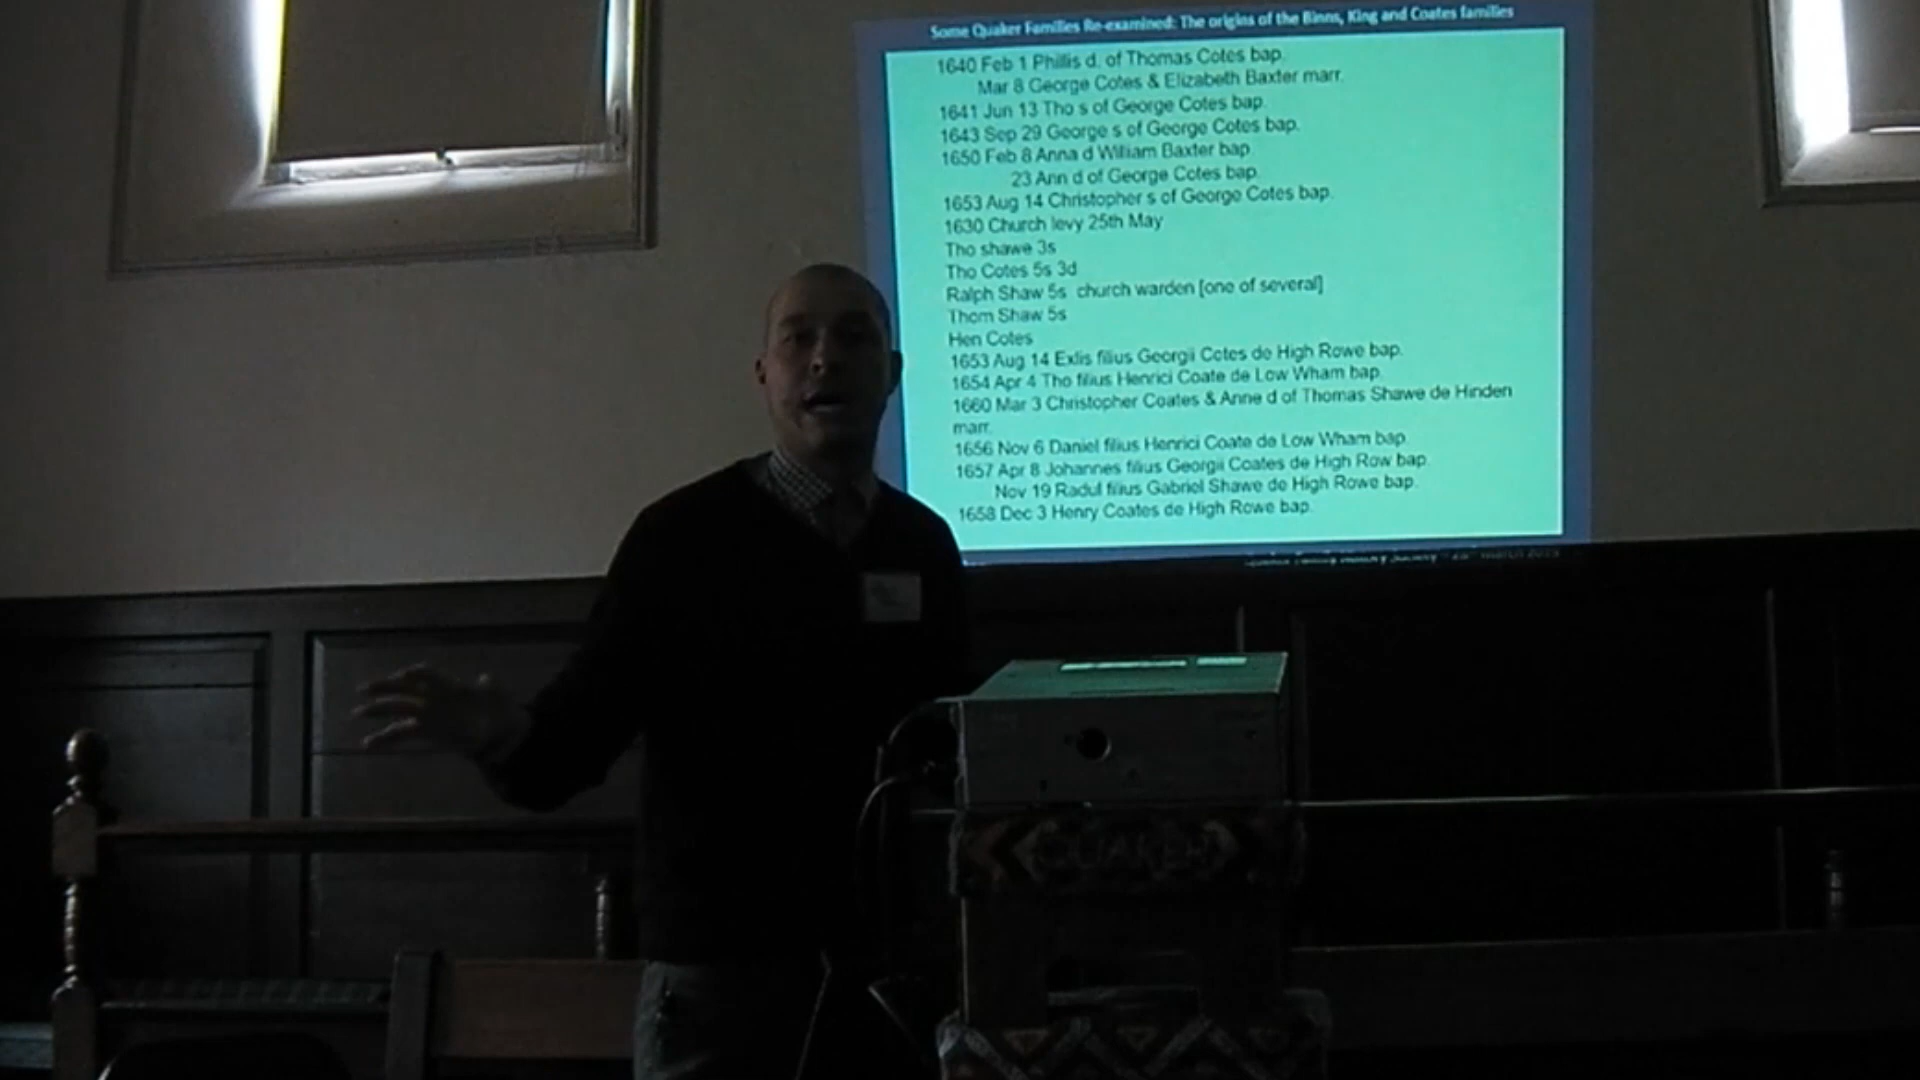 Some Quaker Families Re-examined: The origins of the Binns, King and Coates families
1640 Feb 1 Phillis d. of Thomas Cotes bap.
Mar 8 George Cotes & Elizabeth Baxter marr.
1641 Jun 13 Tho s of George Cotes bap.
1643 Sep 29 George s of George Cotes bap.
1650 Feb 8 Anna d William Baxter bap
23 Ann d of George Cotes bap.
1653 Aug 14 Christopher s of George Cotes bap.
1630 Church levy 25th May
Tho shawe 3s
Tho Cotes 5s 3d
Ralph Shaw 5s church warden [one of several]
Thom Shaw 5s
Hen Cotes
1653 Aug 14 Exlis filius Georgii Cotes de High Rowe bap.
1654 Apr 4 Tho filius Henrici Coate de Low Wham bap.
1660 Mar 3 Christopher Coates & Anne d of Thomas Shawe de Hinden
marr.
1656 Nov 6 Daniel filius Henrici Coate de Low Wham bap.
1657 Apr 8 Johannes filius Georgii Coates de High Row bap.
Nov 19 Radul filius Gabriel Shawe de High Rowe bap.
1658 Dec 3 Henry Coates de High Rowe bap.
Quaker Family History Society - March
QUAKER